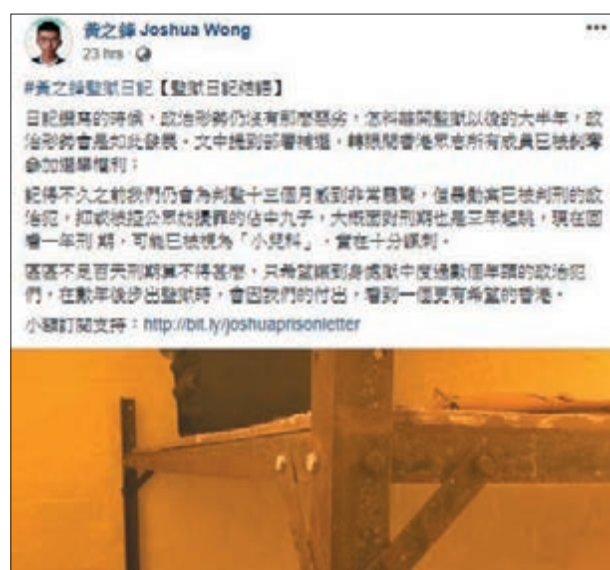 黃之鋒 Joshua Wong
23 hrs
#黃之鋒監獄日記【監獄日記結語】
日記撰寫的時候，政治形勢仍沒有那麼惡劣，怎料離開監獄以後的大半年，政
治形勢會是如此發展。文中提到部署補選，轉眼間香港眾志所有成員已被剝奪
參加選舉權利；
記得不久之前我們仍會為判監十三個月感到非常震驚，但暴動案已被判刑的政
治犯，抑或被控公眾妨擾罪的佔中九子，大概面對刑期也是三年起跳，現在回
看一年刑 期，可能已被視為「小兒科」，實在十分諷刺。
區區不足百天刑期算不得甚麼，只希望讓到身處獄中度過數個年頭的政治犯
們，在數年後步出監獄時，會因我們的付出，看到一個更有希望的香港。
小額訂閱支持：http://bit.ly/joshuaprisonletter